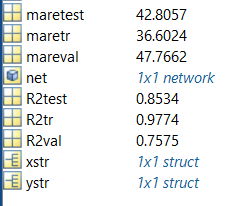 maretest 42.8057
maretr 36.6024
mareval 47.7662
net 1x1 network
R2test 0.8534
R2tr 0.9774
R2val 0.7575
xstr 1x1 struct
ystr 1x1 struct